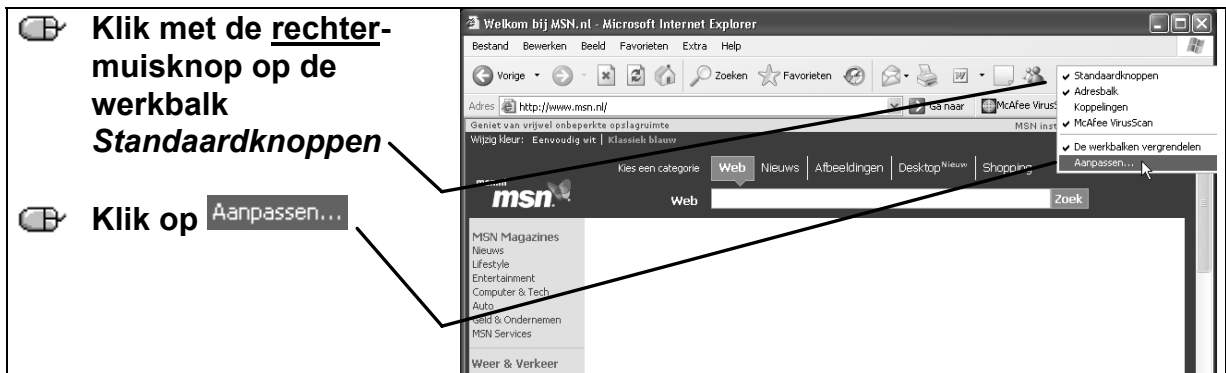 Klik met de rechter-
muisknop op de
werkbalk
Standaardknoppen
Klik op Aanpassen...
Welkom bij MSN.nl - Microsoft Internet Explorer
Bestand Bewerken Beeld Favorieten Extra Help
Vorige Zoeken Favorieten
Adres http://www.msn.nl/ Ga naar McAfee VirusS
Geniet van vrijwel onbeperkte opslagruimte MSN inst
Wijzig kleur: Eenvoudig wit | Klassiek blauw
Kies een categorie Web Nieuws Afbeeldingen Desktop Nieuw Shopping
msn
Web Zoek
MSN Magazines
Nieuws
Lifestyle
Entertainment
Computer & Tech
Auto
Geld & Ondernemen
MSN Services
Weer & Verkeer
Standaardknoppen
Adresbalk
Koppelingen
McAfee VirusScan
De werkbalken vergrendelen
Aanpassen...